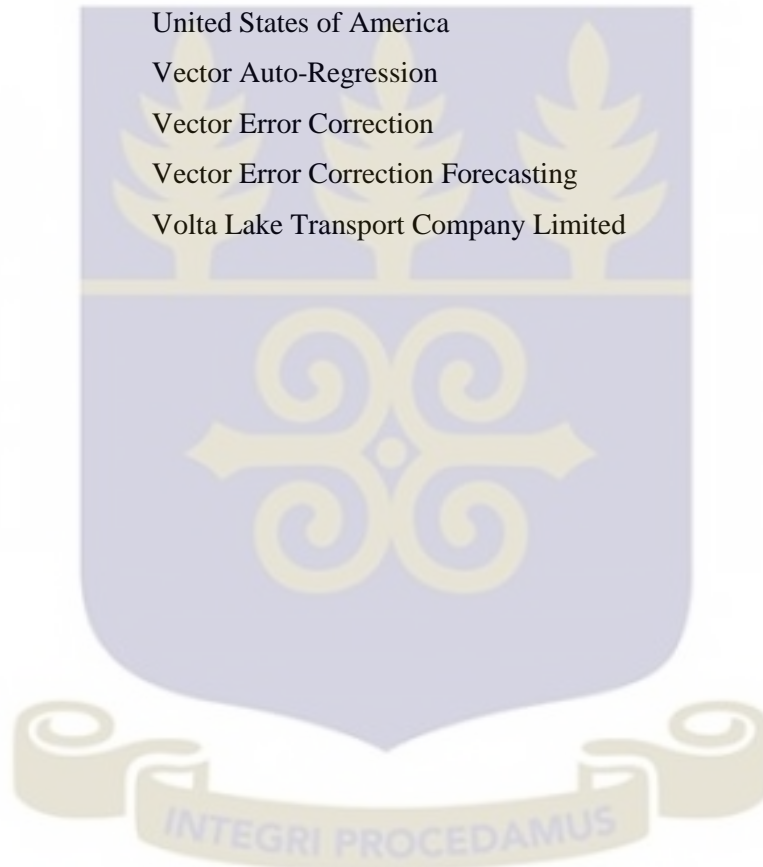 United States of America
Vector Auto-Regression
Vector Error Correction
Vector Error Correction Forecasting
Volta Lake Transport Company Limited
INTEGRI PROCEDAMUS